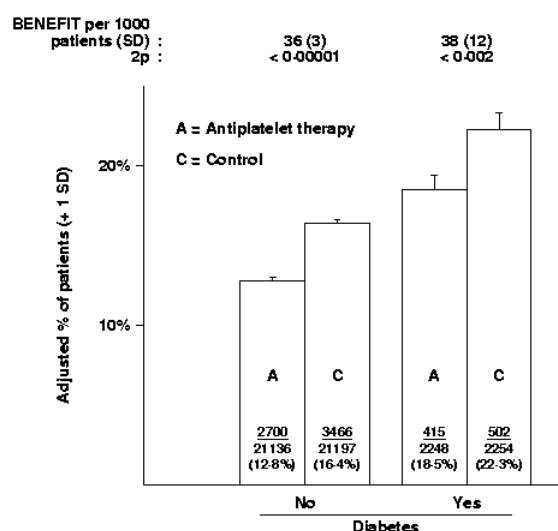 BENEFIT per 1000
patients (SD) : 36 (3) 38 (12)
2p : < 0·00001 < 0·002
A = Antiplatelet therapy
C = Control
Adjusted % of patients (+ 1 SD)
20%
10%
A C A C
2700 3466 415 502
21136 21197 2248 2254
(12·8%) (16·4%) (18·5%) (22·3%)
No Yes
Diabetes